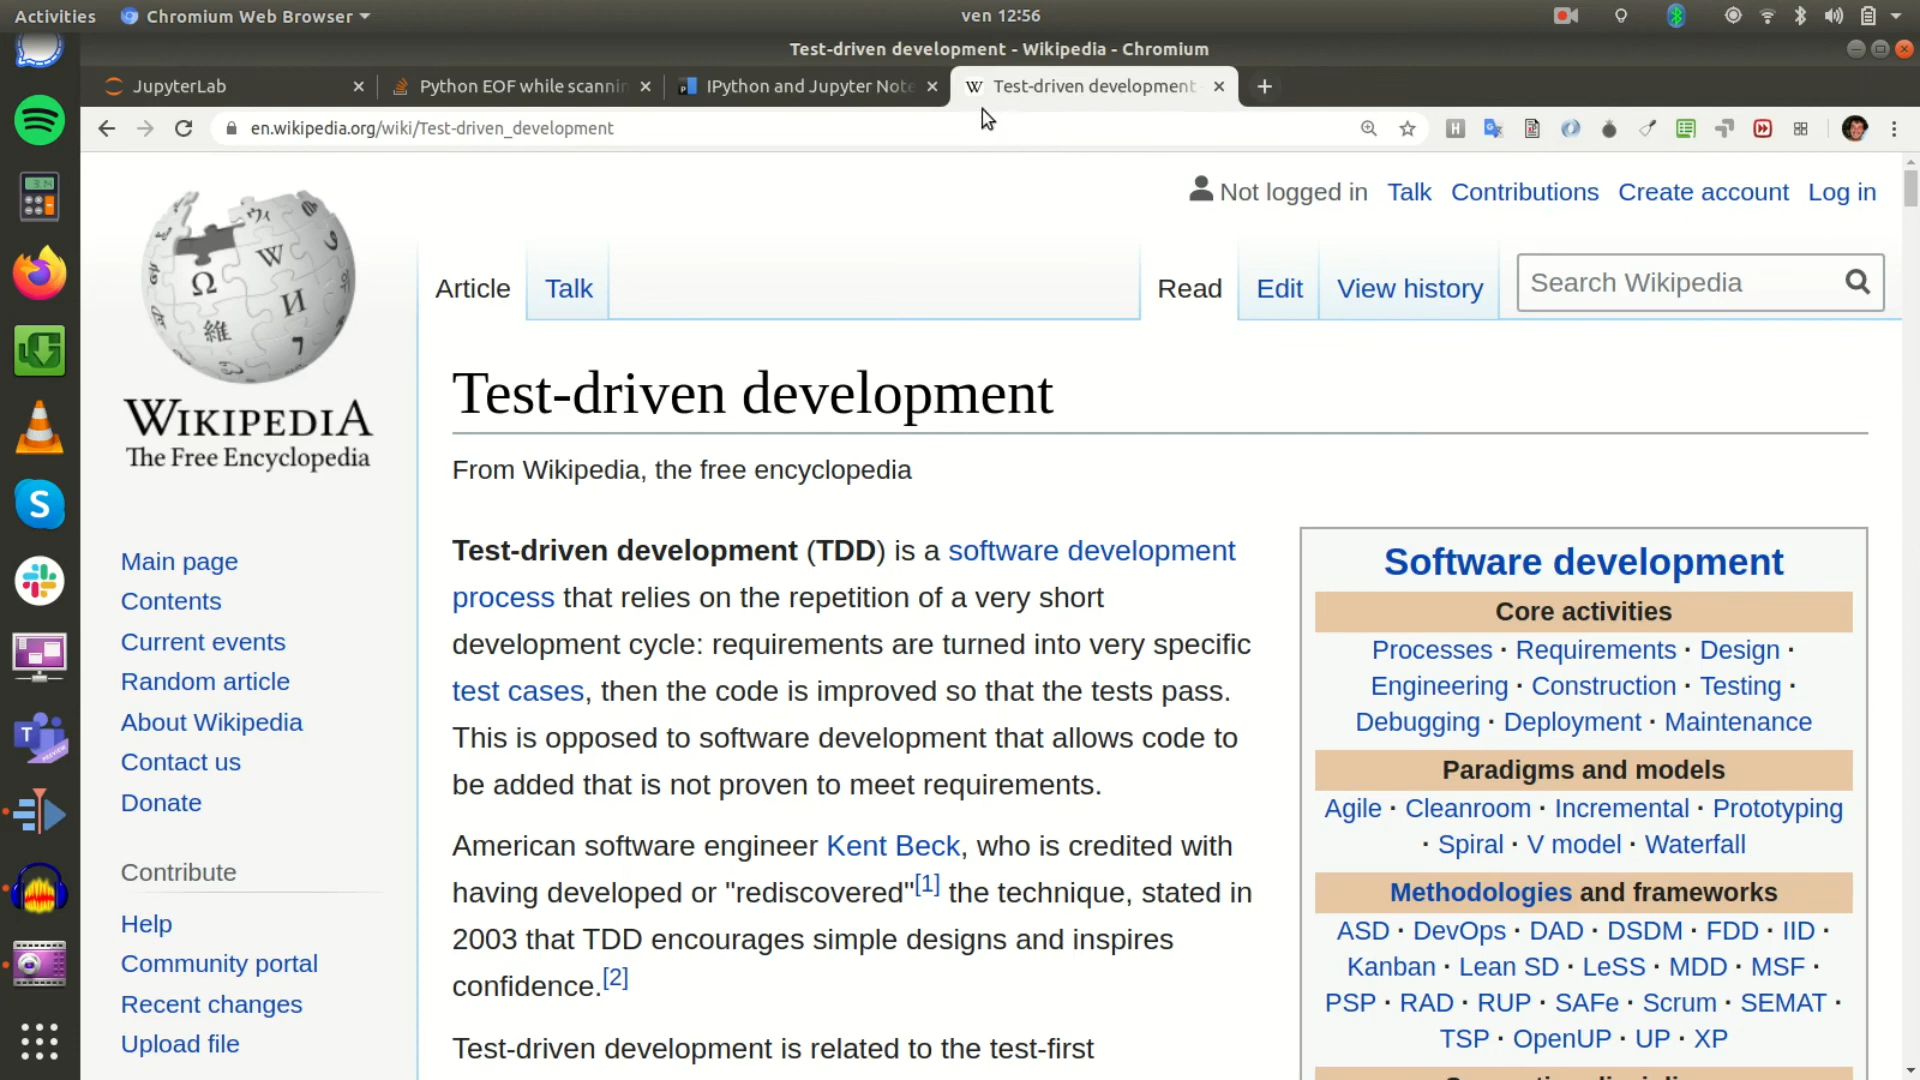 Activities Chromium Web Browser ven 12:56
Test-driven development - Wikipedia - Chromium
JupyterLab Python EOF while scannin IPython and Jupyter Note Test-driven development
en.wikipedia.org/wiki/Test-driven_development
Not logged in Talk Contributions Create account Log in
Article Talk Read Edit View history Search Wikipedia
WIKIPEDIA
The Free Encyclopedia
Main page
Contents
Current events
Random article
About Wikipedia
Contact us
Donate
Contribute
Help
Community portal
Recent changes
Upload file
Test-driven development
From Wikipedia, the free encyclopedia
Test-driven development (TDD) is a software development
process that relies on the repetition of a very short
development cycle: requirements are turned into very specific
test cases, then the code is improved so that the tests pass.
This is opposed to software development that allows code to
be added that is not proven to meet requirements.
American software engineer Kent Beck, who is credited with
having developed or "rediscovered"[1] the technique, stated in
2003 that TDD encourages simple designs and inspires
confidence.[2]
Test-driven development is related to the test-first
Software development
Core activities
Processes · Requirements · Design ·
Engineering · Construction · Testing ·
Debugging · Deployment · Maintenance
Paradigms and models
Agile · Cleanroom · Incremental · Prototyping
· Spiral · V model · Waterfall
Methodologies and frameworks
ASD · DevOps · DAD · DSDM · FDD · IID ·
Kanban · Lean SD · LeSS · MDD · MSF ·
PSP · RAD · RUP · SAFe · Scrum · SEMAT ·
TSP · OpenUP · UP · XP